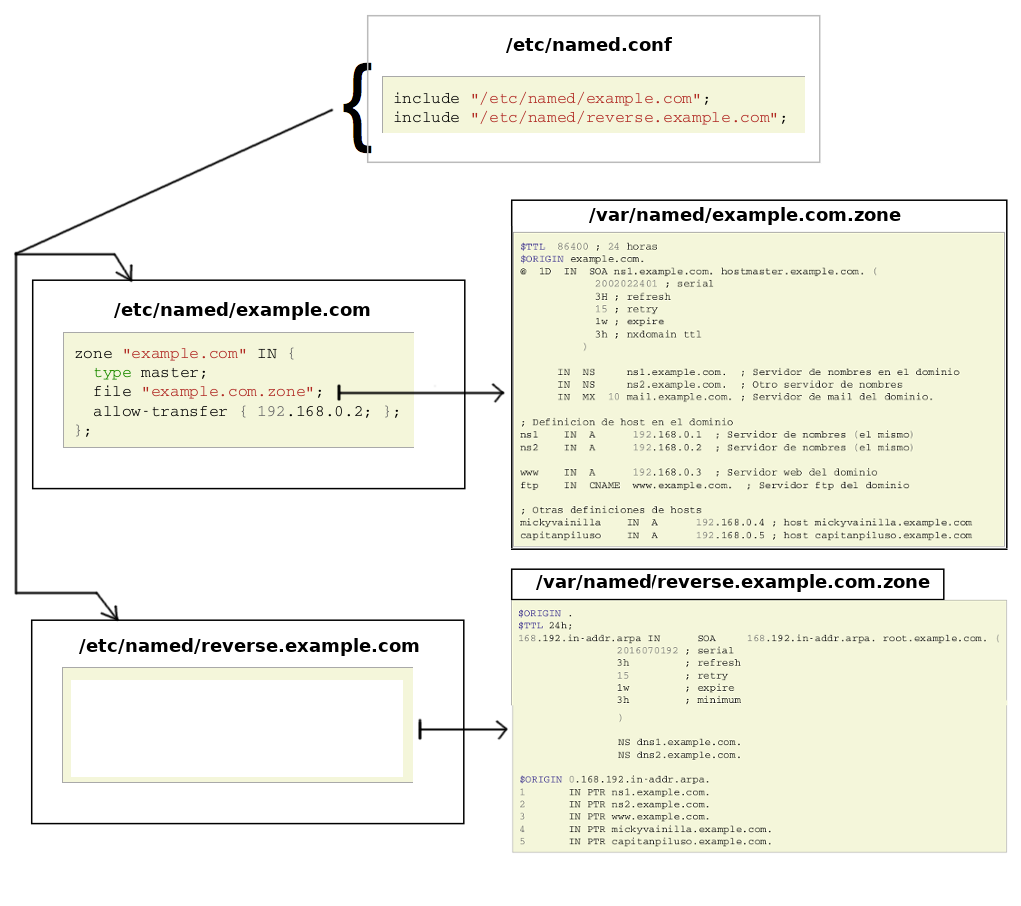 /etc/named.conf
{
include "/etc/named/example.com";
include "/etc/named/reverse.example.com";
/var/named/example.com.zone
$TTL 86400 ; 24 horas
$ORIGIN example.com.
@ 1D IN SOA ns1.example.com. hostmaster.example.com. (
2002022401 ; serial
3H ; refresh
15 ; retry
1w ; expire
3h ; nxdomain ttl
)
IN NS ns1.example.com. ; Servidor de nombres en el dominio
IN NS ns2.example.com. ; Otro servidor de nombres
IN MX 10 mail.example.com. ; Servidor de mail del dominio.
; Definicion de host en el dominio
ns1 IN A 192.168.0.1 ; Servidor de nombres (el mismo)
ns2 IN A 192.168.0.2 ; Servidor de nombres (el mismo)
www IN A 192.168.0.3 ; Servidor web del dominio
ftp IN CNAME www.example.com. ; Servidor ftp del dominio
; Otras definiciones de hosts
mickyvainilla IN A 192.168.0.4 ; host mickyvainilla.example.com
capitanpiluso IN A 192.168.0.5 ; host capitanpiluso.example.com
/etc/named/example.com
zone "example.com" IN {
type master;
file "example.com.zone";
allow-transfer { 192.168.0.2; };
};
/var/named/reverse.example.com.zone
$ORIGIN .
$TTL 24h;
168.192.in-addr.arpa IN SOA 168.192.in-addr.arpa. root.example.com. (
2016070192 ; serial
3h ; refresh
15 ; retry
1w ; expire
3h ; minimum
)
NS dns1.example.com.
NS dns2.example.com.
$ORIGIN 0.168.192.in-addr.arpa.
1 IN PTR ns1.example.com.
2 IN PTR ns2.example.com.
3 IN PTR www.example.com.
4 IN PTR mickyvainilla.example.com.
5 IN PTR capitanpiluso.example.com.
/etc/named/reverse.example.com